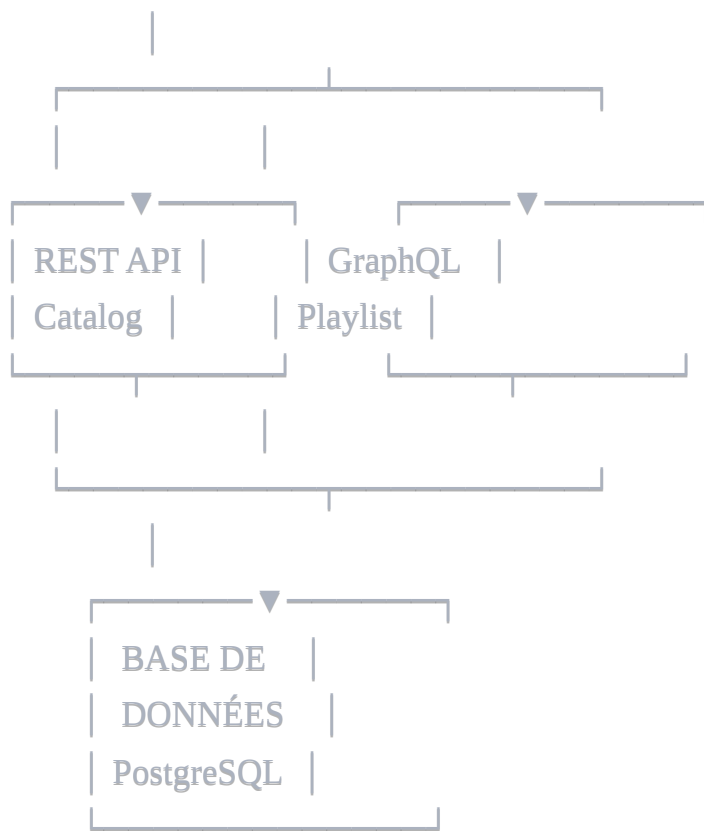 REST API GraphQL
Catalog Playlist
BASE DE
DONNÉES
PostgreSQL